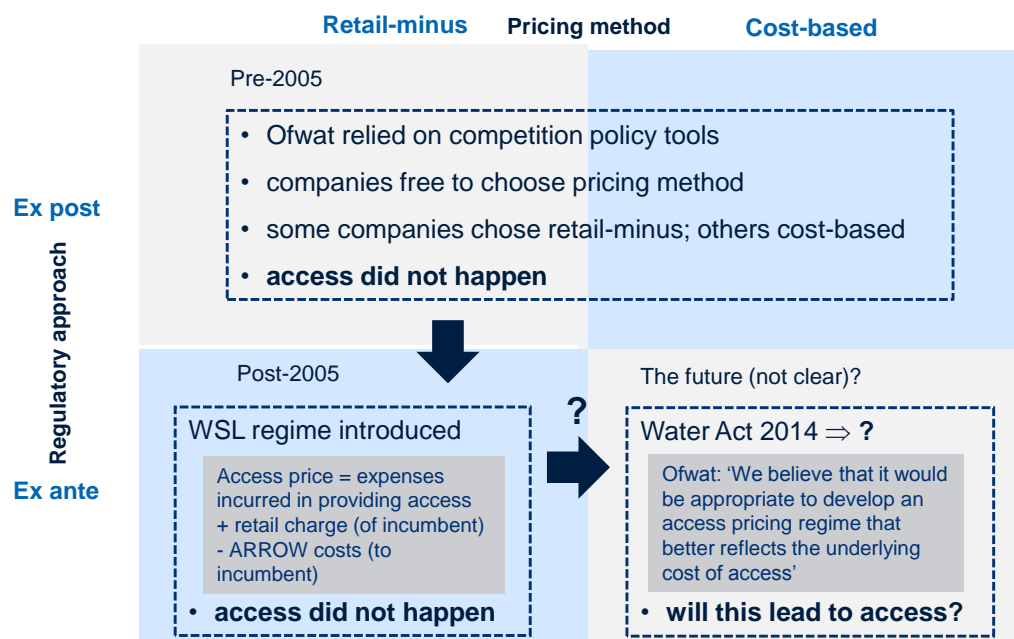 Retail-minus Pricing method Cost-based
Pre-2005
• Ofwat relied on competition policy tools
• companies free to choose pricing method
• some companies chose retail-minus; others cost-based
• access did not happen
Ex post
Regulatory approach
Ex ante
Post-2005
WSL regime introduced
Access price = expenses
incurred in providing access
+ retail charge (of incumbent)
- ARROW costs (to
incumbent)
• access did not happen
?
The future (not clear)?
Water Act 2014 ⇒ ?
Ofwat: ‘We believe that it would
be appropriate to develop an
access pricing regime that
better reflects the underlying
cost of access’
• will this lead to access?